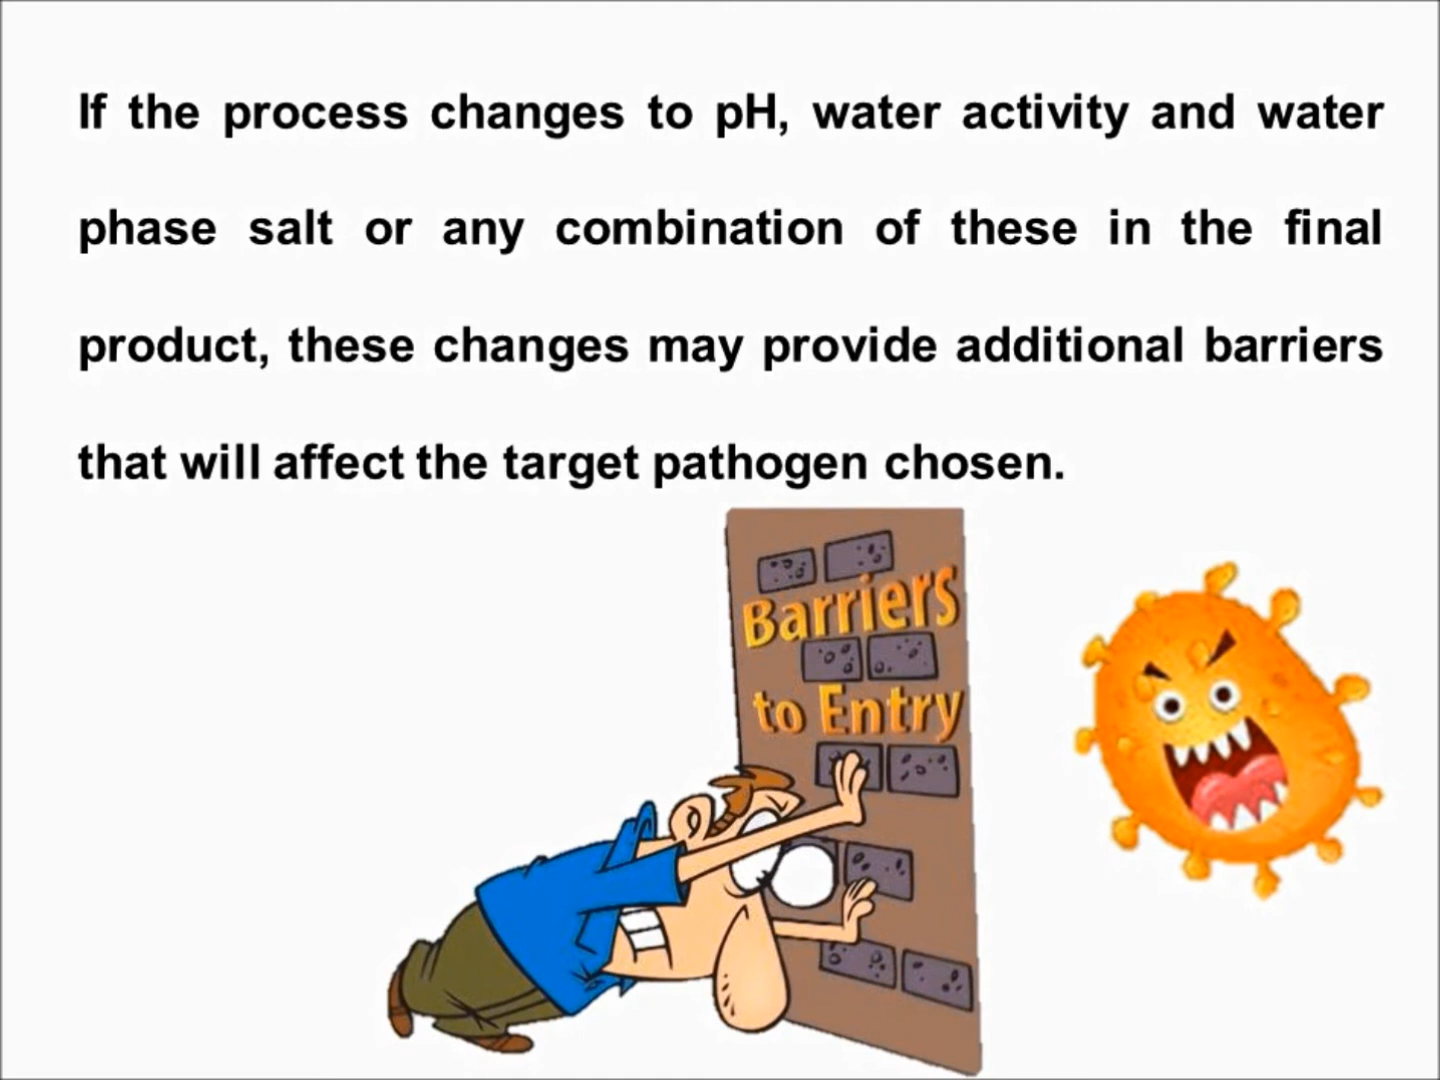 If the process changes to pH, water activity and water
phase salt or any combination of these in the final
product, these changes may provide additional barriers
that will affect the target pathogen chosen.
Barriers
to Entry